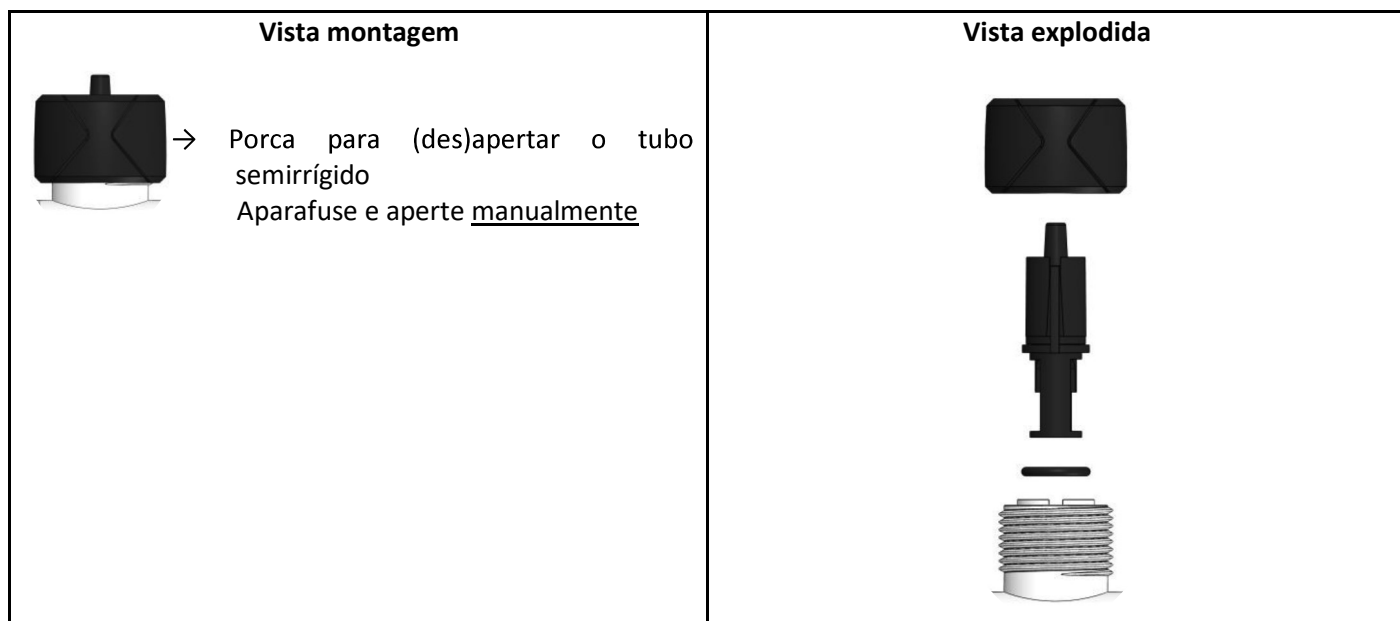 Vista montagem
Vista explodida
→ Porca para (des)apertar o tubo
semirrígido
Aparafuse e aperte manualmente